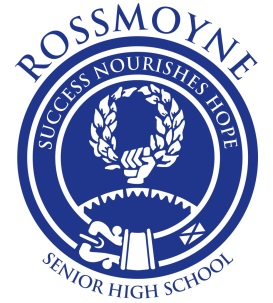 ROSSMOYNE
SUCCESS NOURISHES HOPE
SENIOR HIGH SCHOOL